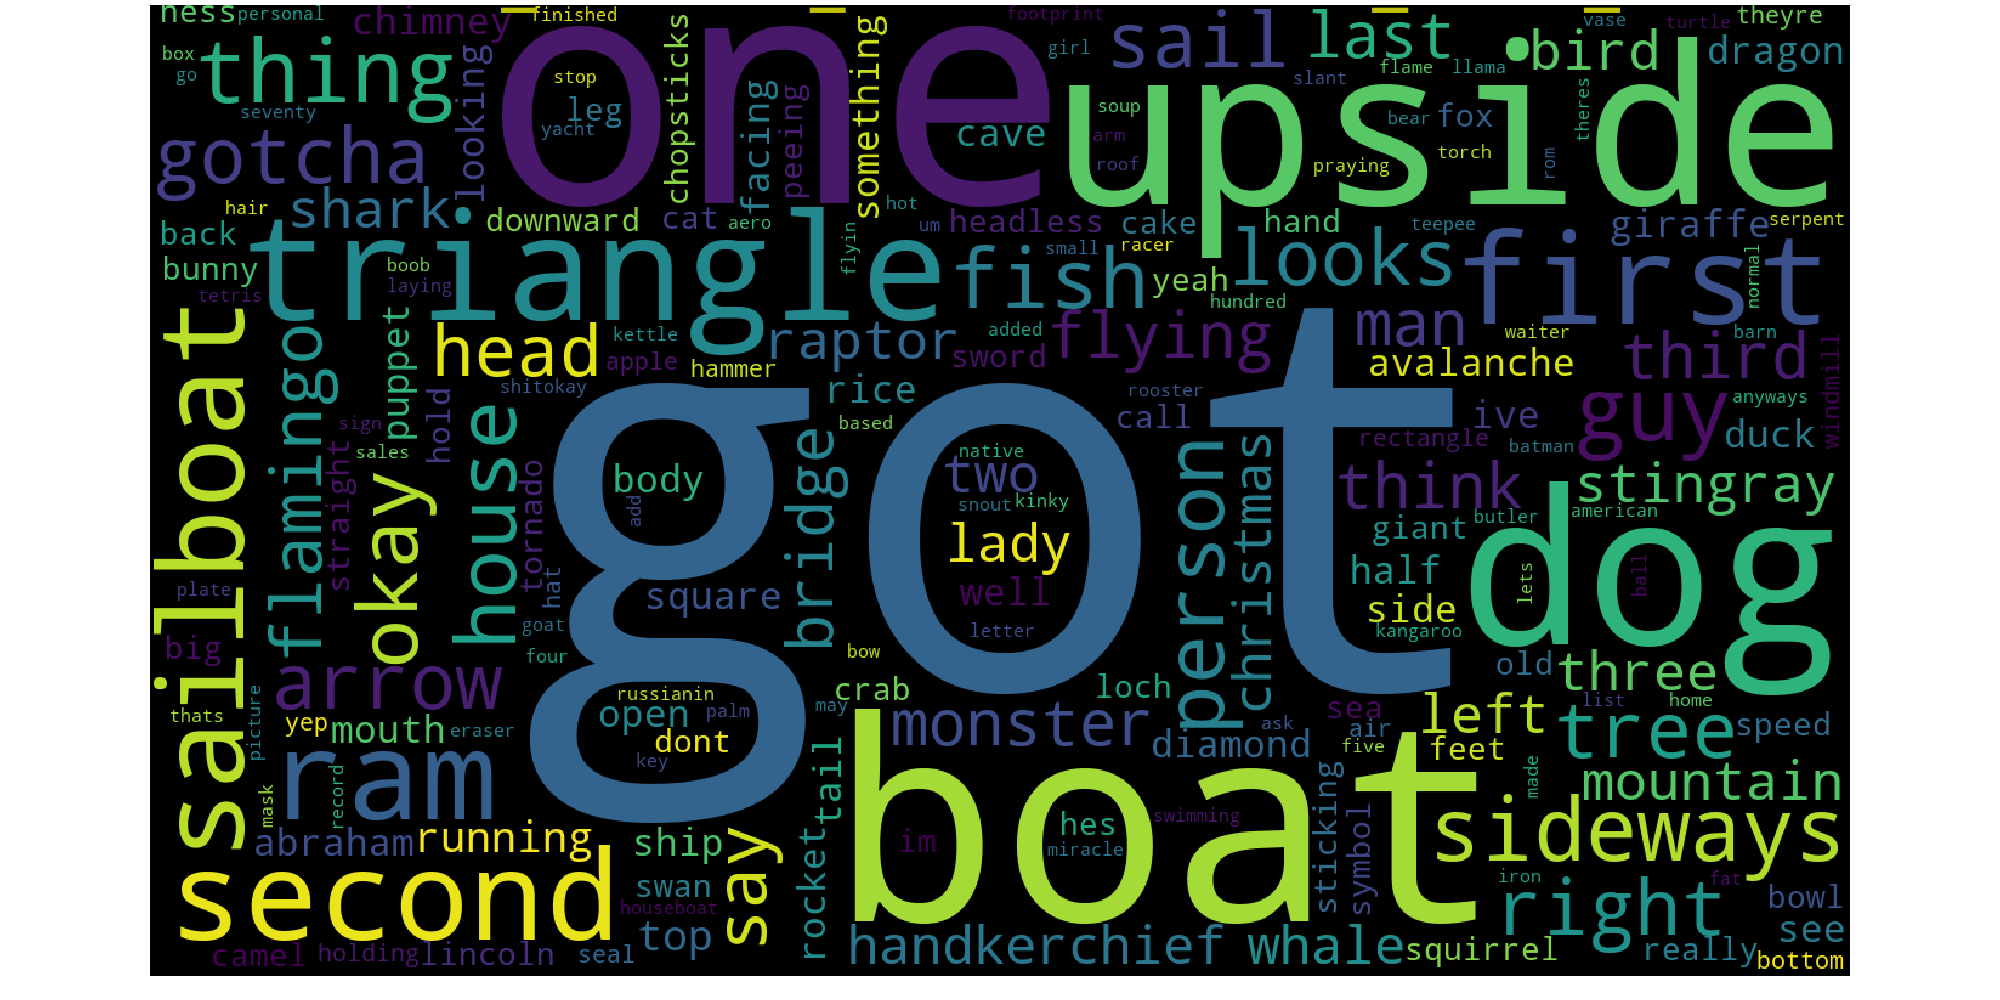 hess personal finished footprint vase theyre
chimney one sail last turtle
box thing looking chopsticks something girl bird dragon
go stop leg facing peeing cave upside soup slant flame llama theres
seventy yacht arm bear fox
gotcha roof praying torch rom
hair shark downward cat aero hot um headless cake hand teepee giraffe serpent
back triangle flyin fish small racer looks first normal
bunny boob yeah
tetris laying hundred
sailboat flamingo puppet head kettle raptor added flying man waiter barn
apple sword avalanche third windmill
hold hammer
shitokay rice rooster guy anyways
sign straight okay house based call ive duck
sales tornado got bridge native person christmas rectangle batman
body two think stingray
add snout kinky giant butler american
lady dog
plate hat square well half lets ball
side
big goat letter kangaroo
four bow old three
arrow russianin crab loch left list home
thats picture yep mouth eraser open palm may monster sea tree speed
dont diamond ask air feet
ram key boat five
mask record tail sticking symbol made mountain
abraham running ship say rocket hes swimming sideways
im miracle
second swan iron fat
houseboat right bowl
top handkerchief whale see
camel holding lincoln seal squirrel really bottom